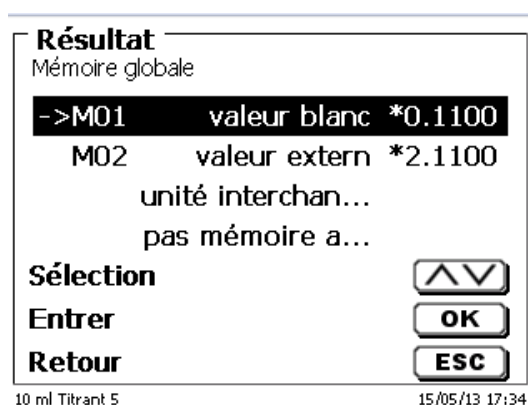 Résultat
Mémoire globale
->M01 valeur blanc *0.1100
M02 valeur extern *2.1100
unité interchan...
pas mémoire a...
Sélection
Entrer OK
Retour ESC
10 ml Titrant 5 15/05/13 17:34